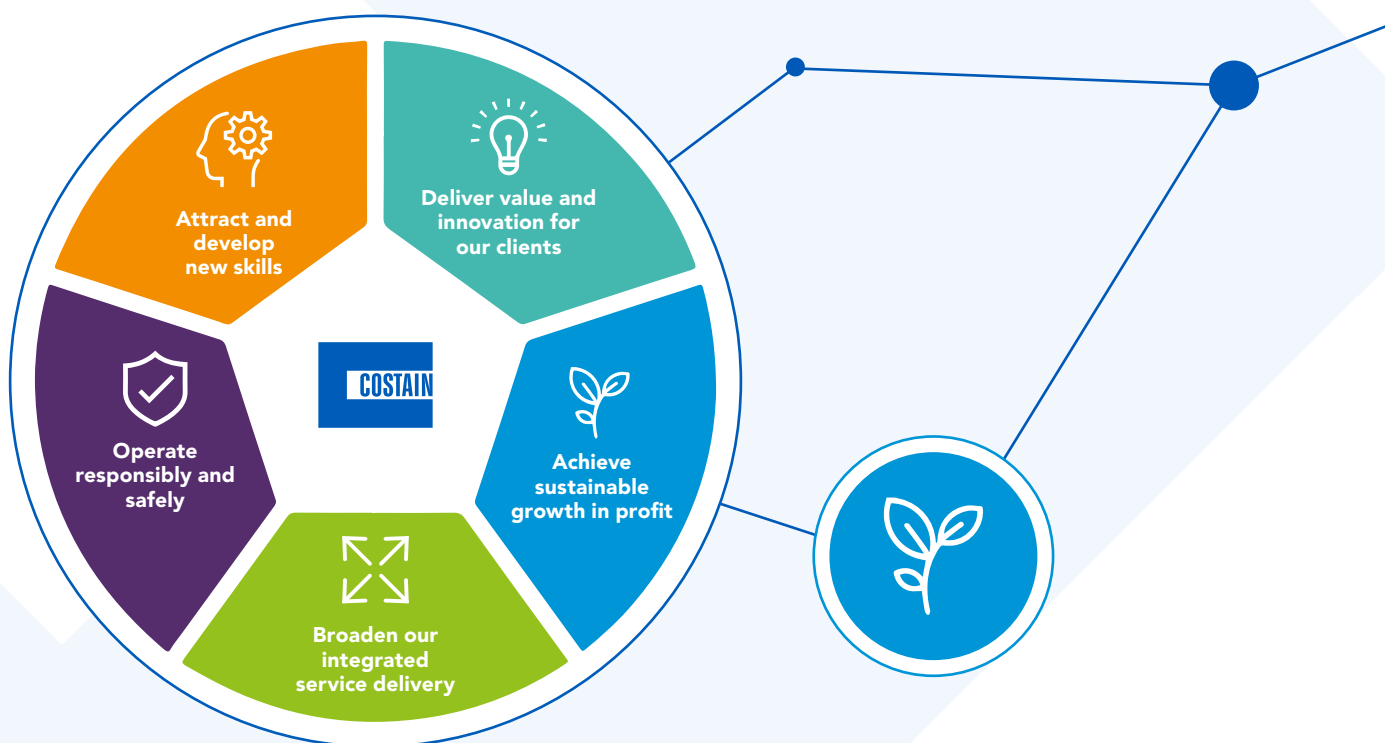 Attract and
develop
new skills
Deliver value and
innovation for
our clients
COSTAIN
Operate
responsibly and
safely
Achieve
sustainable
growth in profit
Broaden our
integrated
service delivery